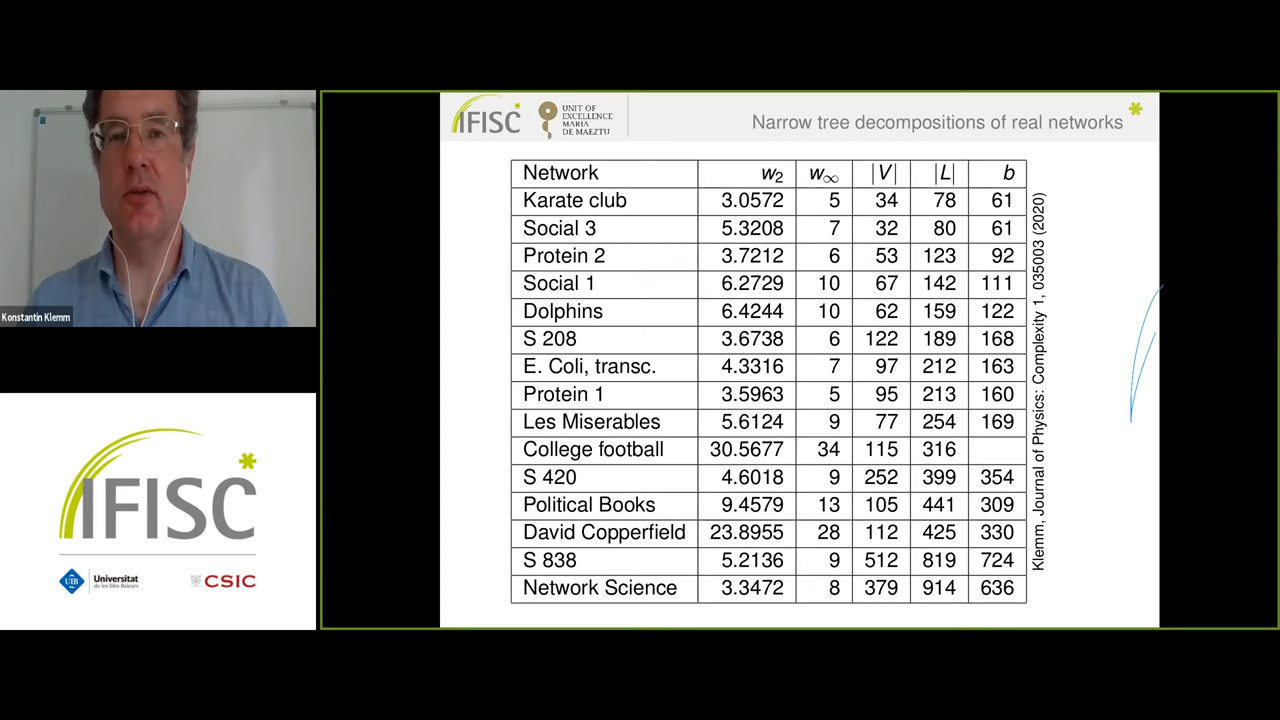 IFISC
UNIT OF
EXCELLENCE
MARIA
DE MAEZTU
Narrow tree decompositions of real networks
Network w₂ w∞ |V| |L| b
Karate club 3.0572 5 34 78 61
Social 3 5.3208 7 32 80 61
Protein 2 3.7212 6 53 123 92
Social 1 6.2729 10 67 142 111
Dolphins 6.4244 10 62 159 122
S 208 3.6738 6 122 189 168
E. Coli, transc. 4.3316 7 97 212 163
Protein 1 3.5963 5 95 213 160
Les Miserables 5.6124 9 77 254 169
College football 30.5677 34 115 316
S 420 4.6018 9 252 399 354
Political Books 9.4579 13 105 441 309
David Copperfield 23.8955 28 112 425 330
S 838 5.2136 9 512 819 724
Network Science 3.3472 8 379 914 636
Klemm, Journal of Physics: Complexity 1, 035003 (2020)
Konstantin Klemm
IFISC
UIB
Universitat
de les Illes Balears
CSIC